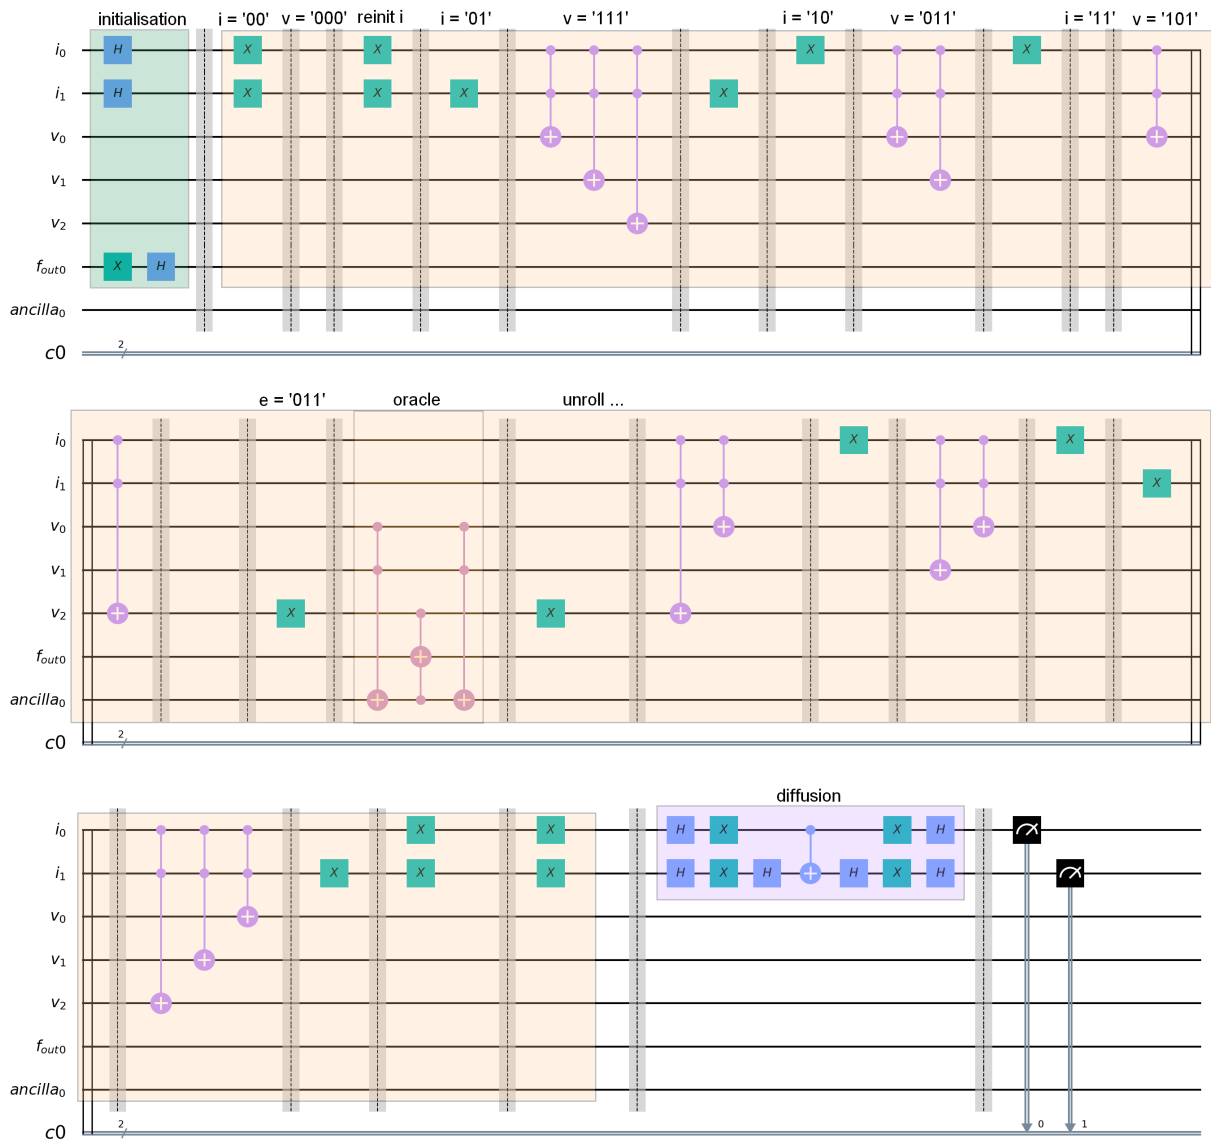 initialisation i = '00' v = '000' reinit i i = '01' v = '111' i = '10' v = '011' i = '11' v = '101'
i0 H X X X X
i1 H X X X X
v0
v1
v2
fout0 X H
ancilla0
c0 2
e = '011' oracle unroll ...
i0 X X
i1 X
v0
v1
v2 X X
fout0
ancilla0
c0 2
diffusion
i0 X X H X X H
i1 X X X H X H H X H
v0
v1
v2
fout0
ancilla0
c0 2 0 1